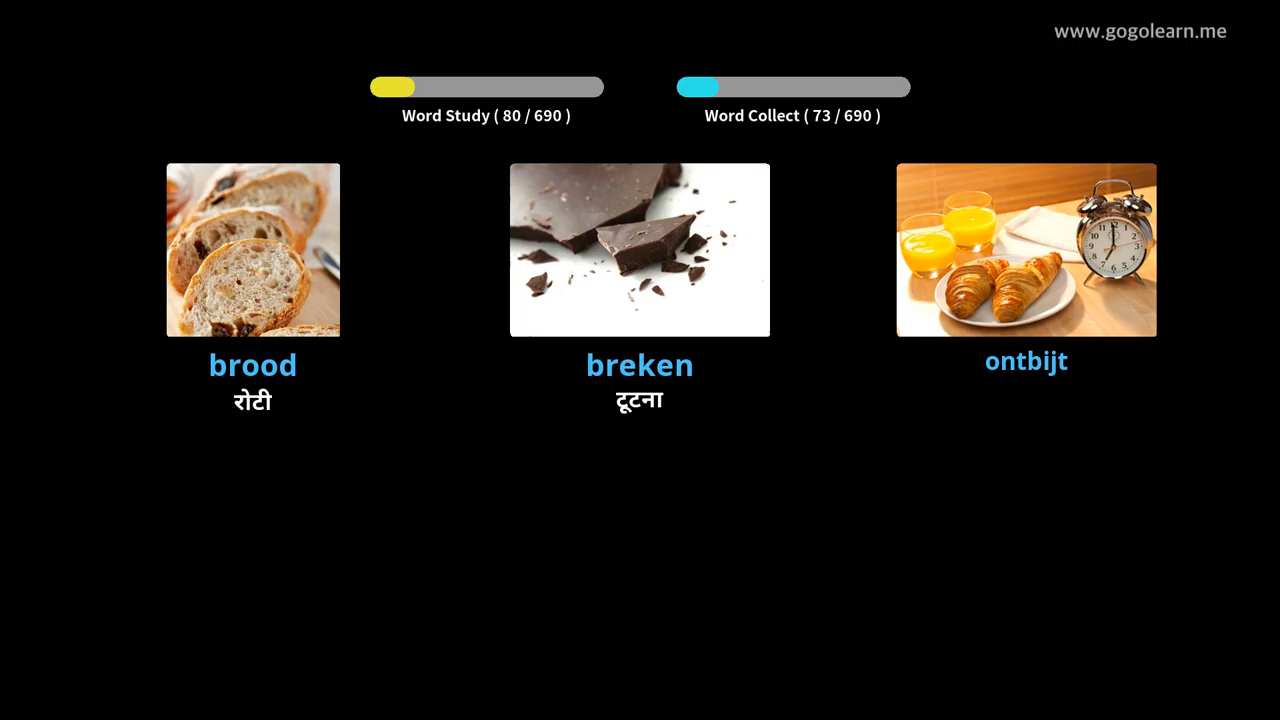 www.gogolearn.me
Word Study ( 80 / 690 )
Word Collect ( 73 / 690 )
brood
रोटी
breken
टूटना
ontbijt